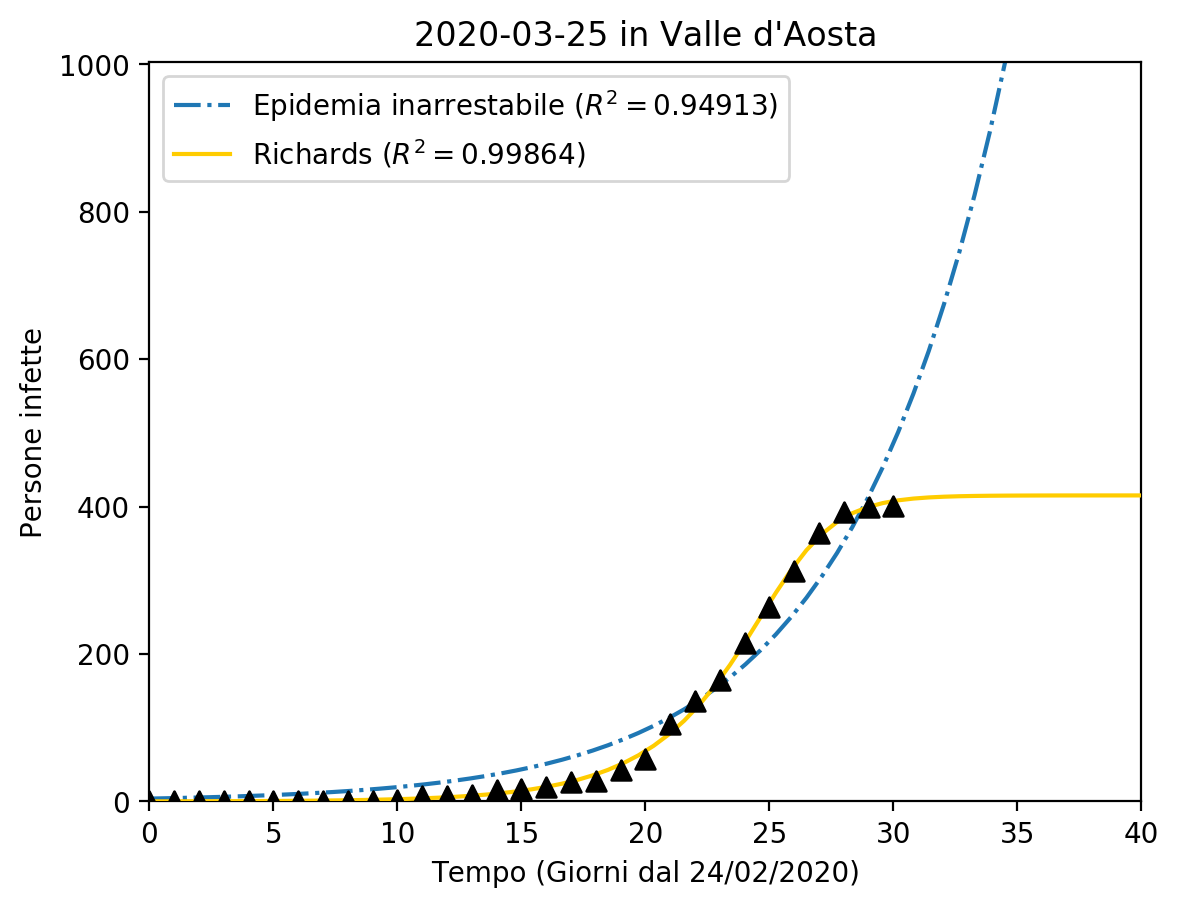 2020-03-25 in Valle d'Aosta
Epidemia inarrestabile (R² = 0.94913)
Richards (R² = 0.99864)
1000
800
600
400
200
0
Persone infette
0 5 10 15 20 25 30 35 40
Tempo (Giorni dal 24/02/2020)